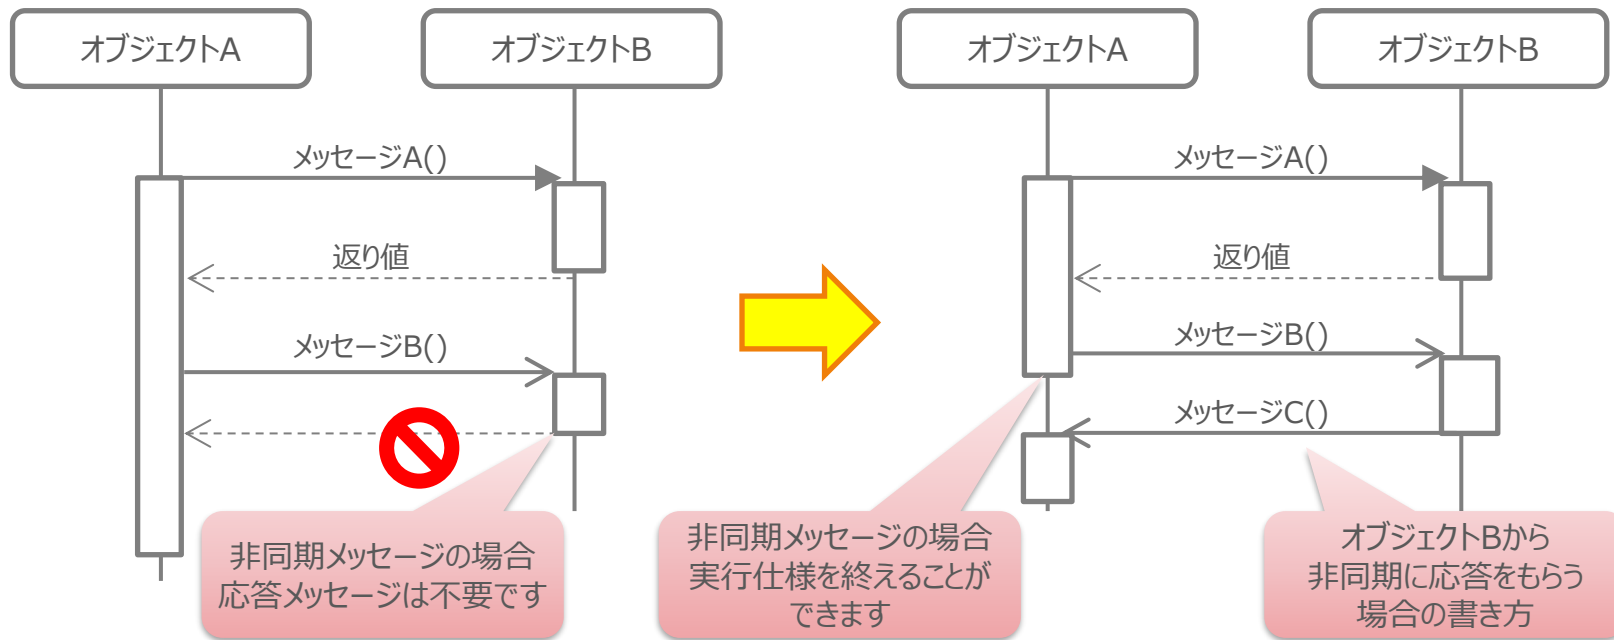 オブジェクトA
オブジェクトB
メッセージA()
返り値
メッセージB()
非同期メッセージの場合
応答メッセージは不要です
オブジェクトA
オブジェクトB
メッセージA()
返り値
メッセージB()
メッセージC()
非同期メッセージの場合
実行仕様を終えることが
できます
オブジェクトBから
非同期に応答をもらう
場合の書き方